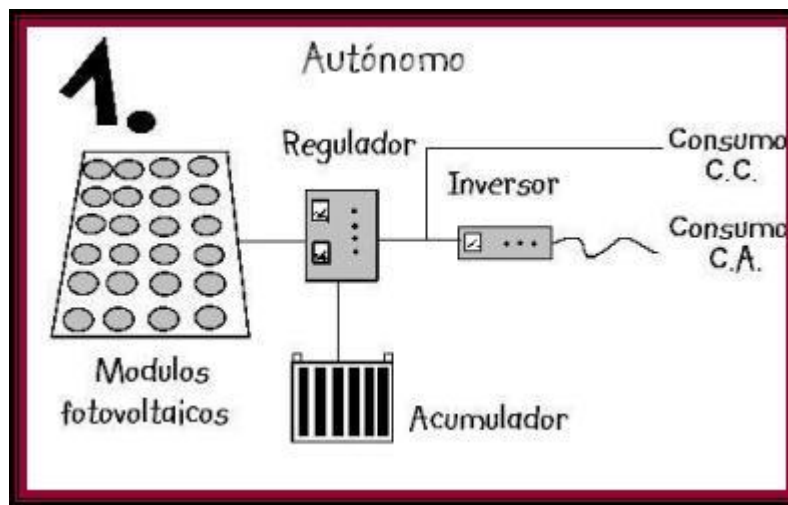 1.
Autónomo
Regulador
Consumo
C.C.
Inversor
Consumo
C.A.
Modulos
fotovoltaicos
Acumulador